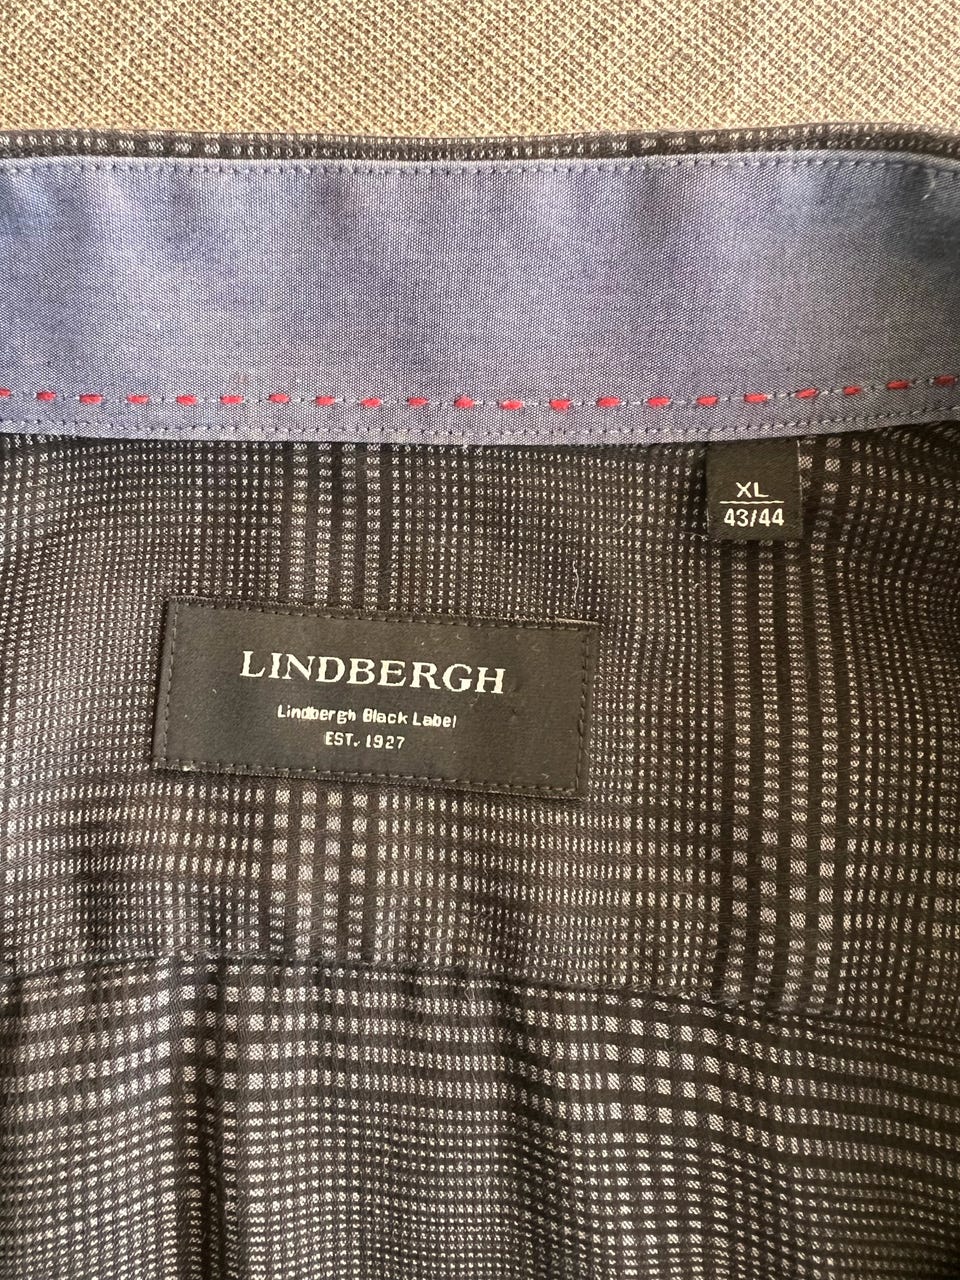 XL
43/44
LINDBERGH
Lindbergh Black Label
EST. 1927